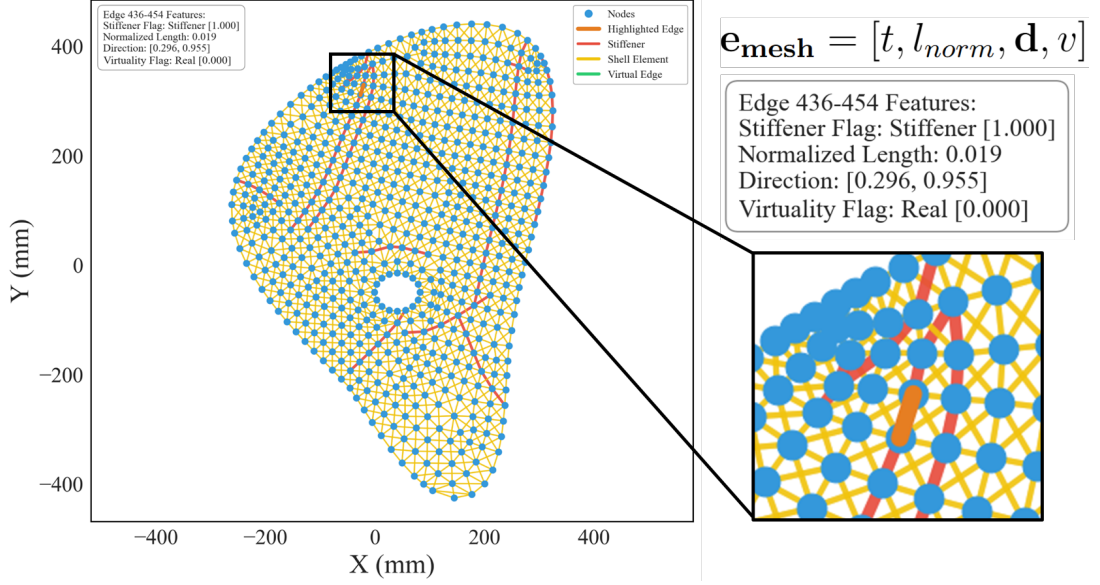 Edge 436-454 Features:
Stiffener Flag: Stiffener [1.000]
Normalized Length: 0.019
Direction: [0.296, 0.955]
Virtuality Flag: Real [0.000]
Nodes
Highlighted Edge
Stiffener
Shell Element
Virtual Edge
400
200
0
−200
−400
Y (mm)
−400 −200 0 200 400
X (mm)
e_mesh = [t, l_norm, d, v]
Edge 436-454 Features:
Stiffener Flag: Stiffener [1.000]
Normalized Length: 0.019
Direction: [0.296, 0.955]
Virtuality Flag: Real [0.000]